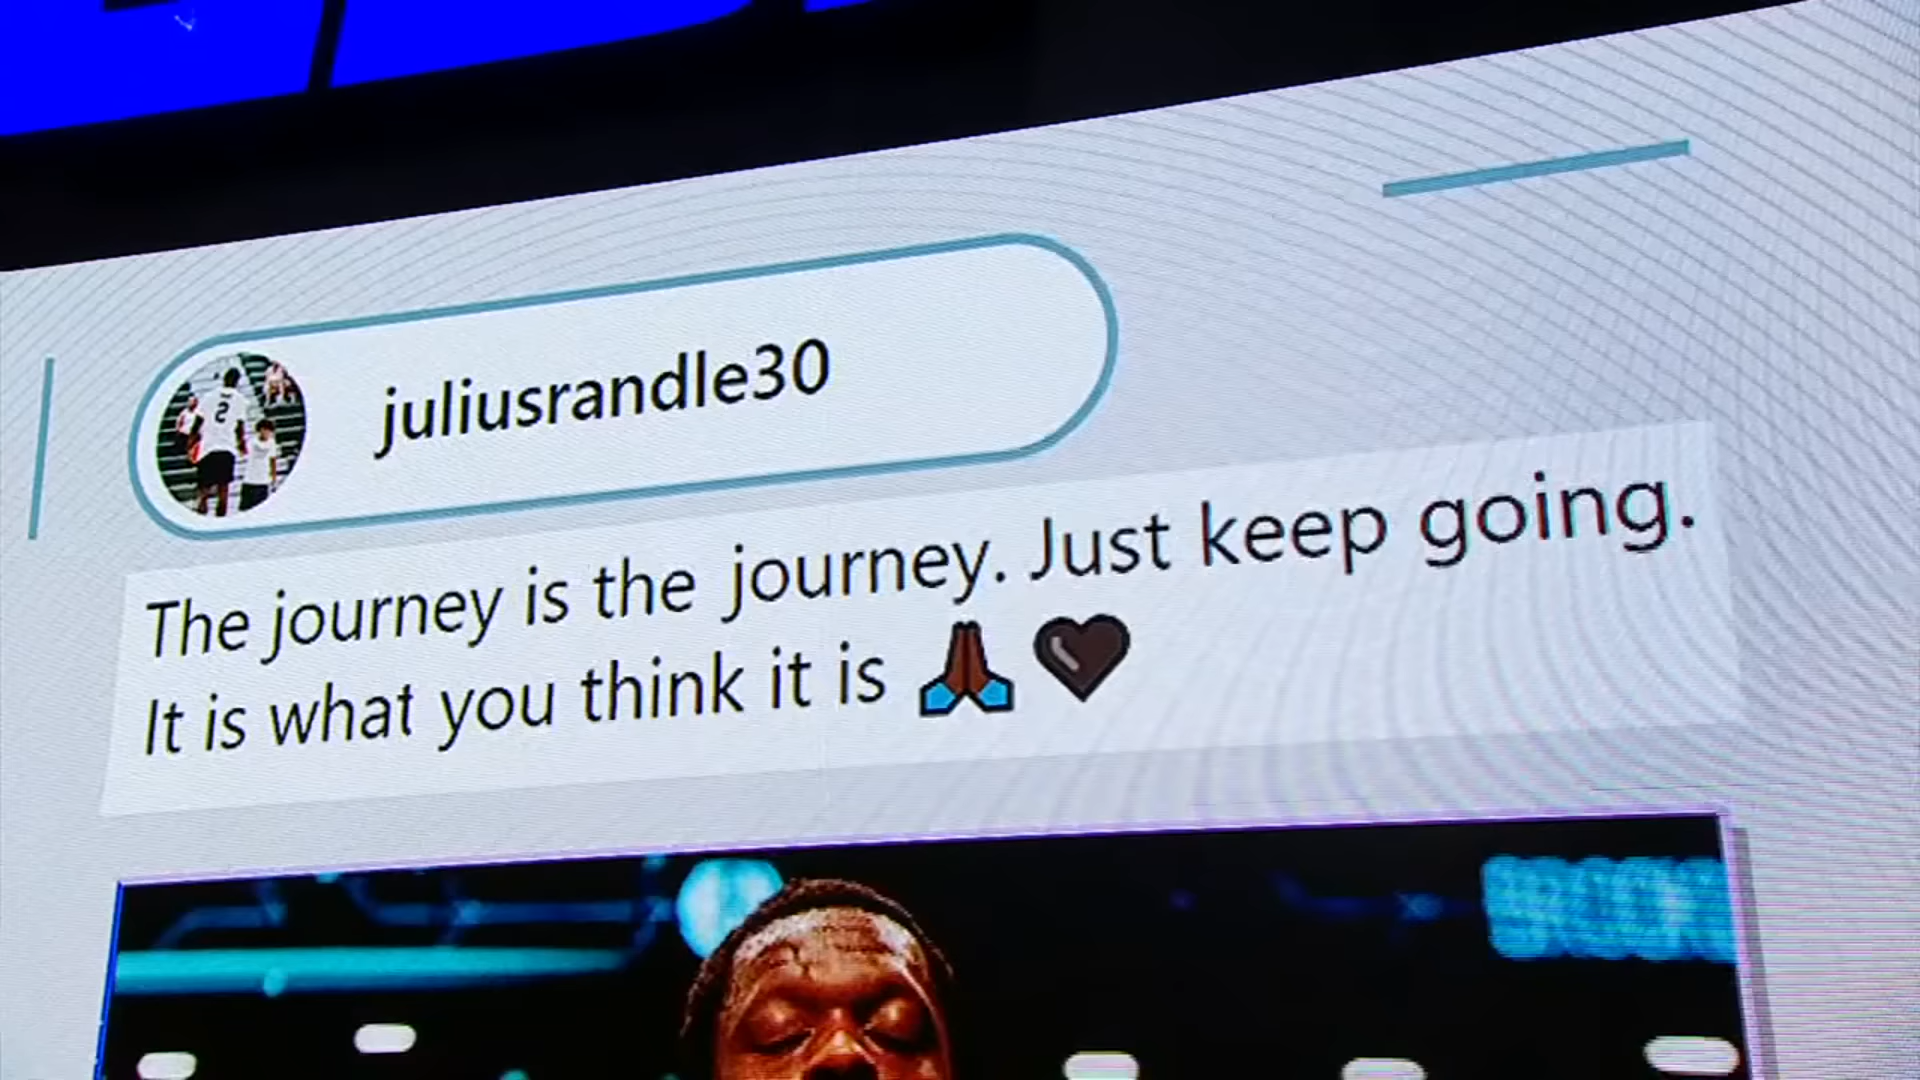 juliusrandle30
The journey is the journey. Just keep going.
It is what you think it is 🙏🏿🖤